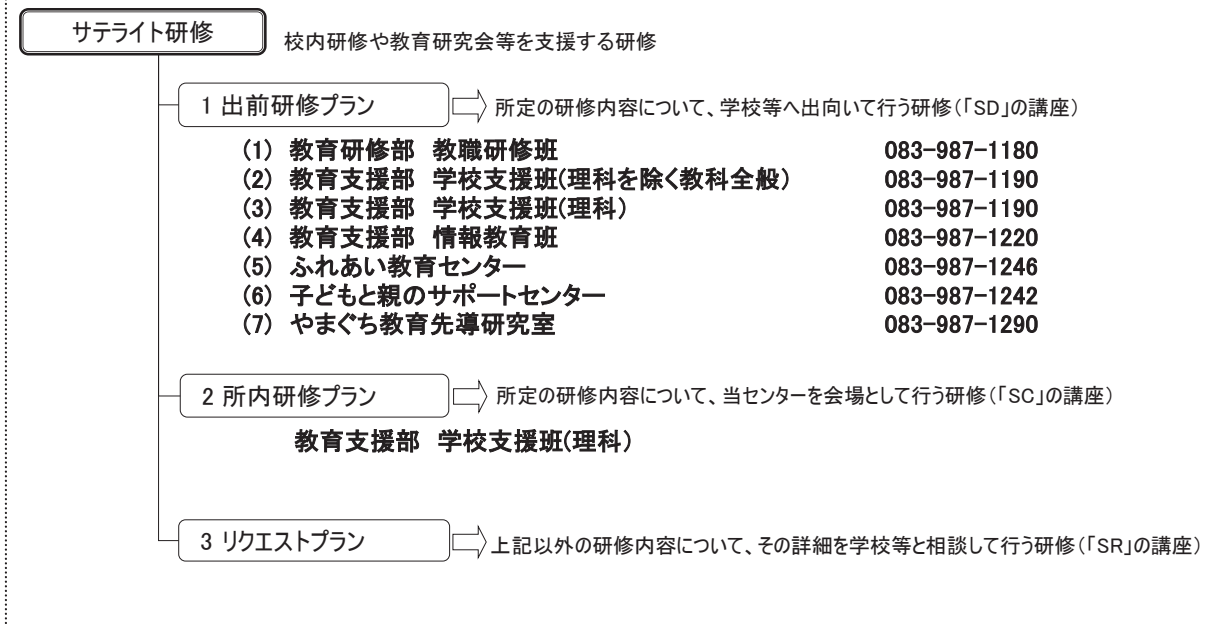 サテライト研修 校内研修や教育研究会等を支援する研修
1 出前研修プラン 所定の研修内容について、学校等へ出向いて行う研修(「SD」の講座)
(1) 教育研修部 教職研修班 083-987-1180
(2) 教育支援部 学校支援班(理科を除く教科全般) 083-987-1190
(3) 教育支援部 学校支援班(理科) 083-987-1190
(4) 教育支援部 情報教育班 083-987-1220
(5) ふれあい教育センター 083-987-1246
(6) 子どもと親のサポートセンター 083-987-1242
(7) やまぐち教育先導研究室 083-987-1290
2 所内研修プラン 所定の研修内容について、当センターを会場として行う研修(「SC」の講座)
教育支援部 学校支援班(理科)
3 リクエストプラン 上記以外の研修内容について、その詳細を学校等と相談して行う研修(「SR」の講座)